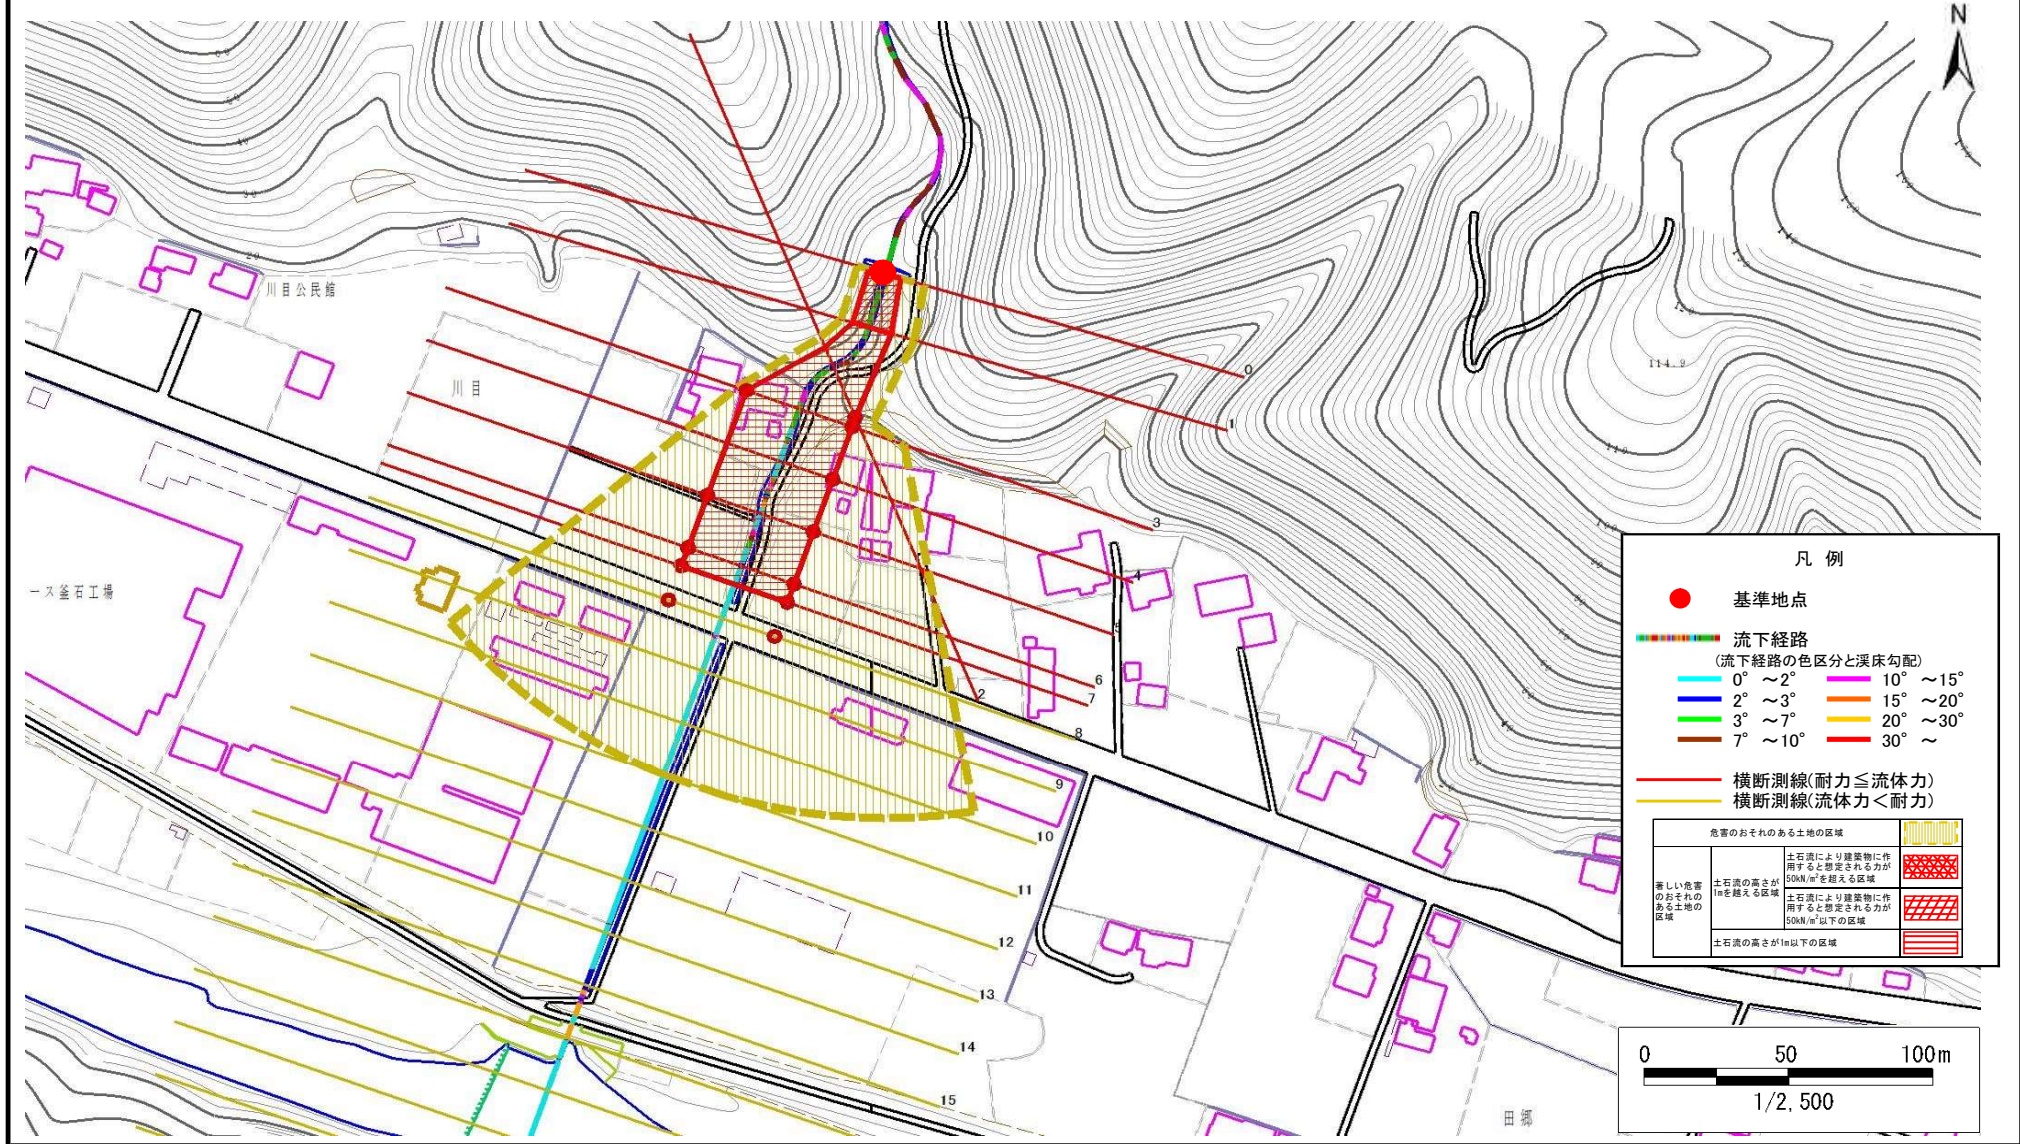 N
60
50
40
30
20
川目公民館
川目
ース釜石工場
114.9
110
100
0
1
3
4
5
6
7
2
8
9
10
11
12
13
14
15
田郷
凡 例
基準地点
流下経路
(流下経路の色区分と渓床勾配)
0° ～2° 10° ～15°
2° ～3° 15° ～20°
3° ～7° 20° ～30°
7° ～10° 30° ～
横断測線(耐力≦流体力)
横断測線(流体力＜耐力)
危害のおそれのある土地の区域
著しい危害
のおそれの
ある土地の
区域
土石流の高さが
1mを越える区域
土石流により建築物に作
用すると想定される力が
50kN/m²を超える区域
土石流により建築物に作
用すると想定される力が
50kN/m²以下の区域
土石流の高さが1m以下の区域
0 50 100m
1/2,500